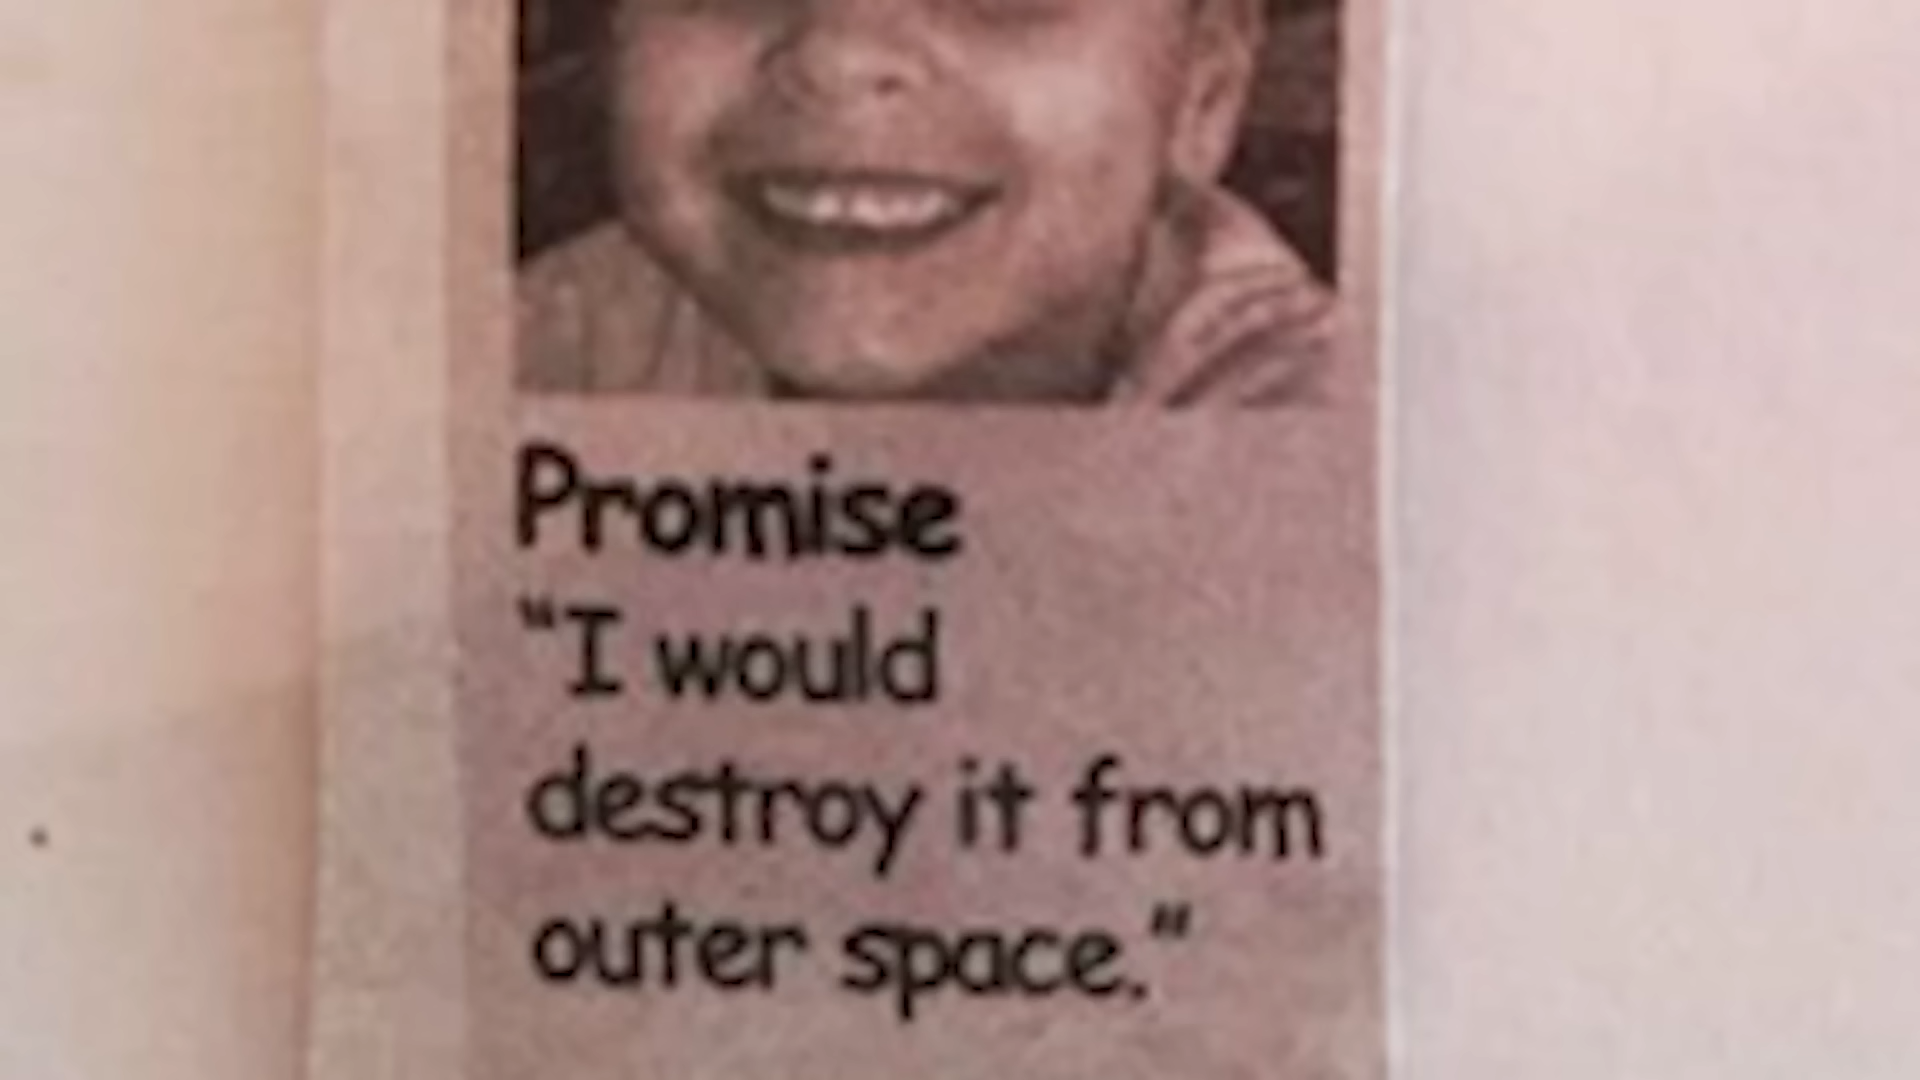 Promise
“I would
destroy it from
outer space.”